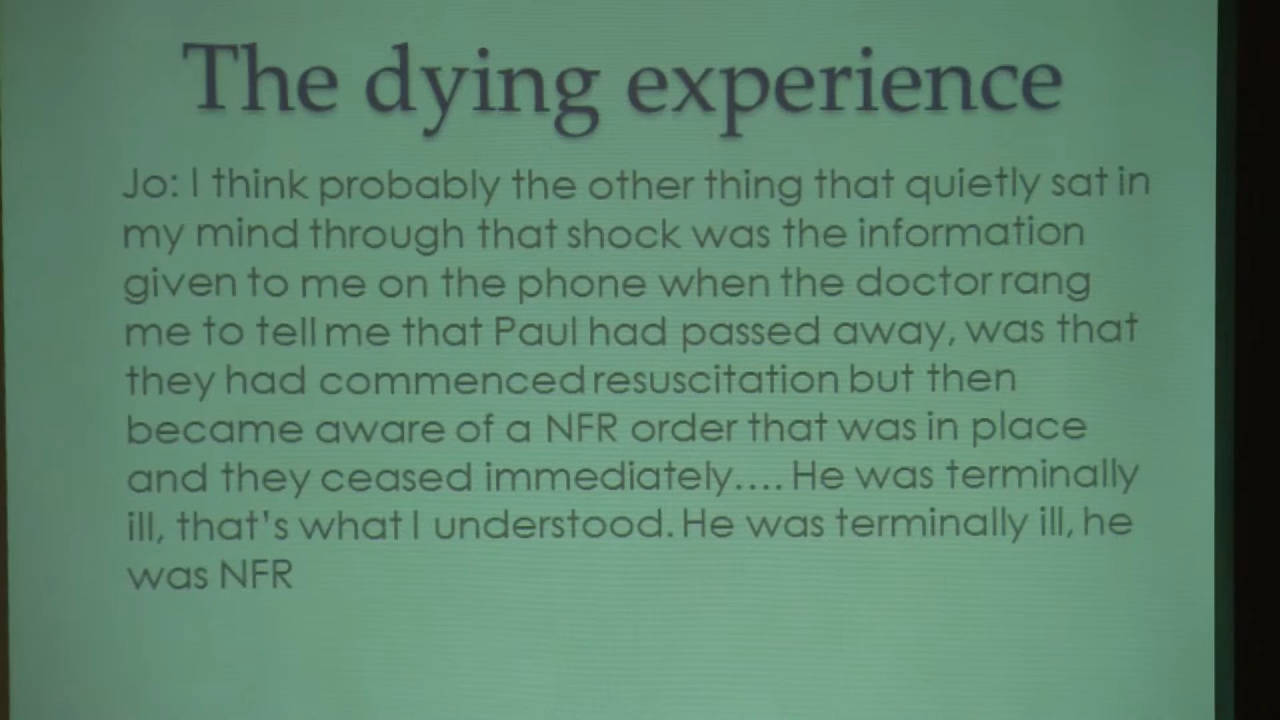 The dying experience
Jo: I think probably the other thing that quietly sat in
my mind through that shock was the information
given to me on the phone when the doctor rang
me to tell me that Paul had passed away, was that
they had commenced resuscitation but then
became aware of a NFR order that was in place
and they ceased immediately.... He was terminally
ill, that's what I understood. He was terminally ill, he
was NFR